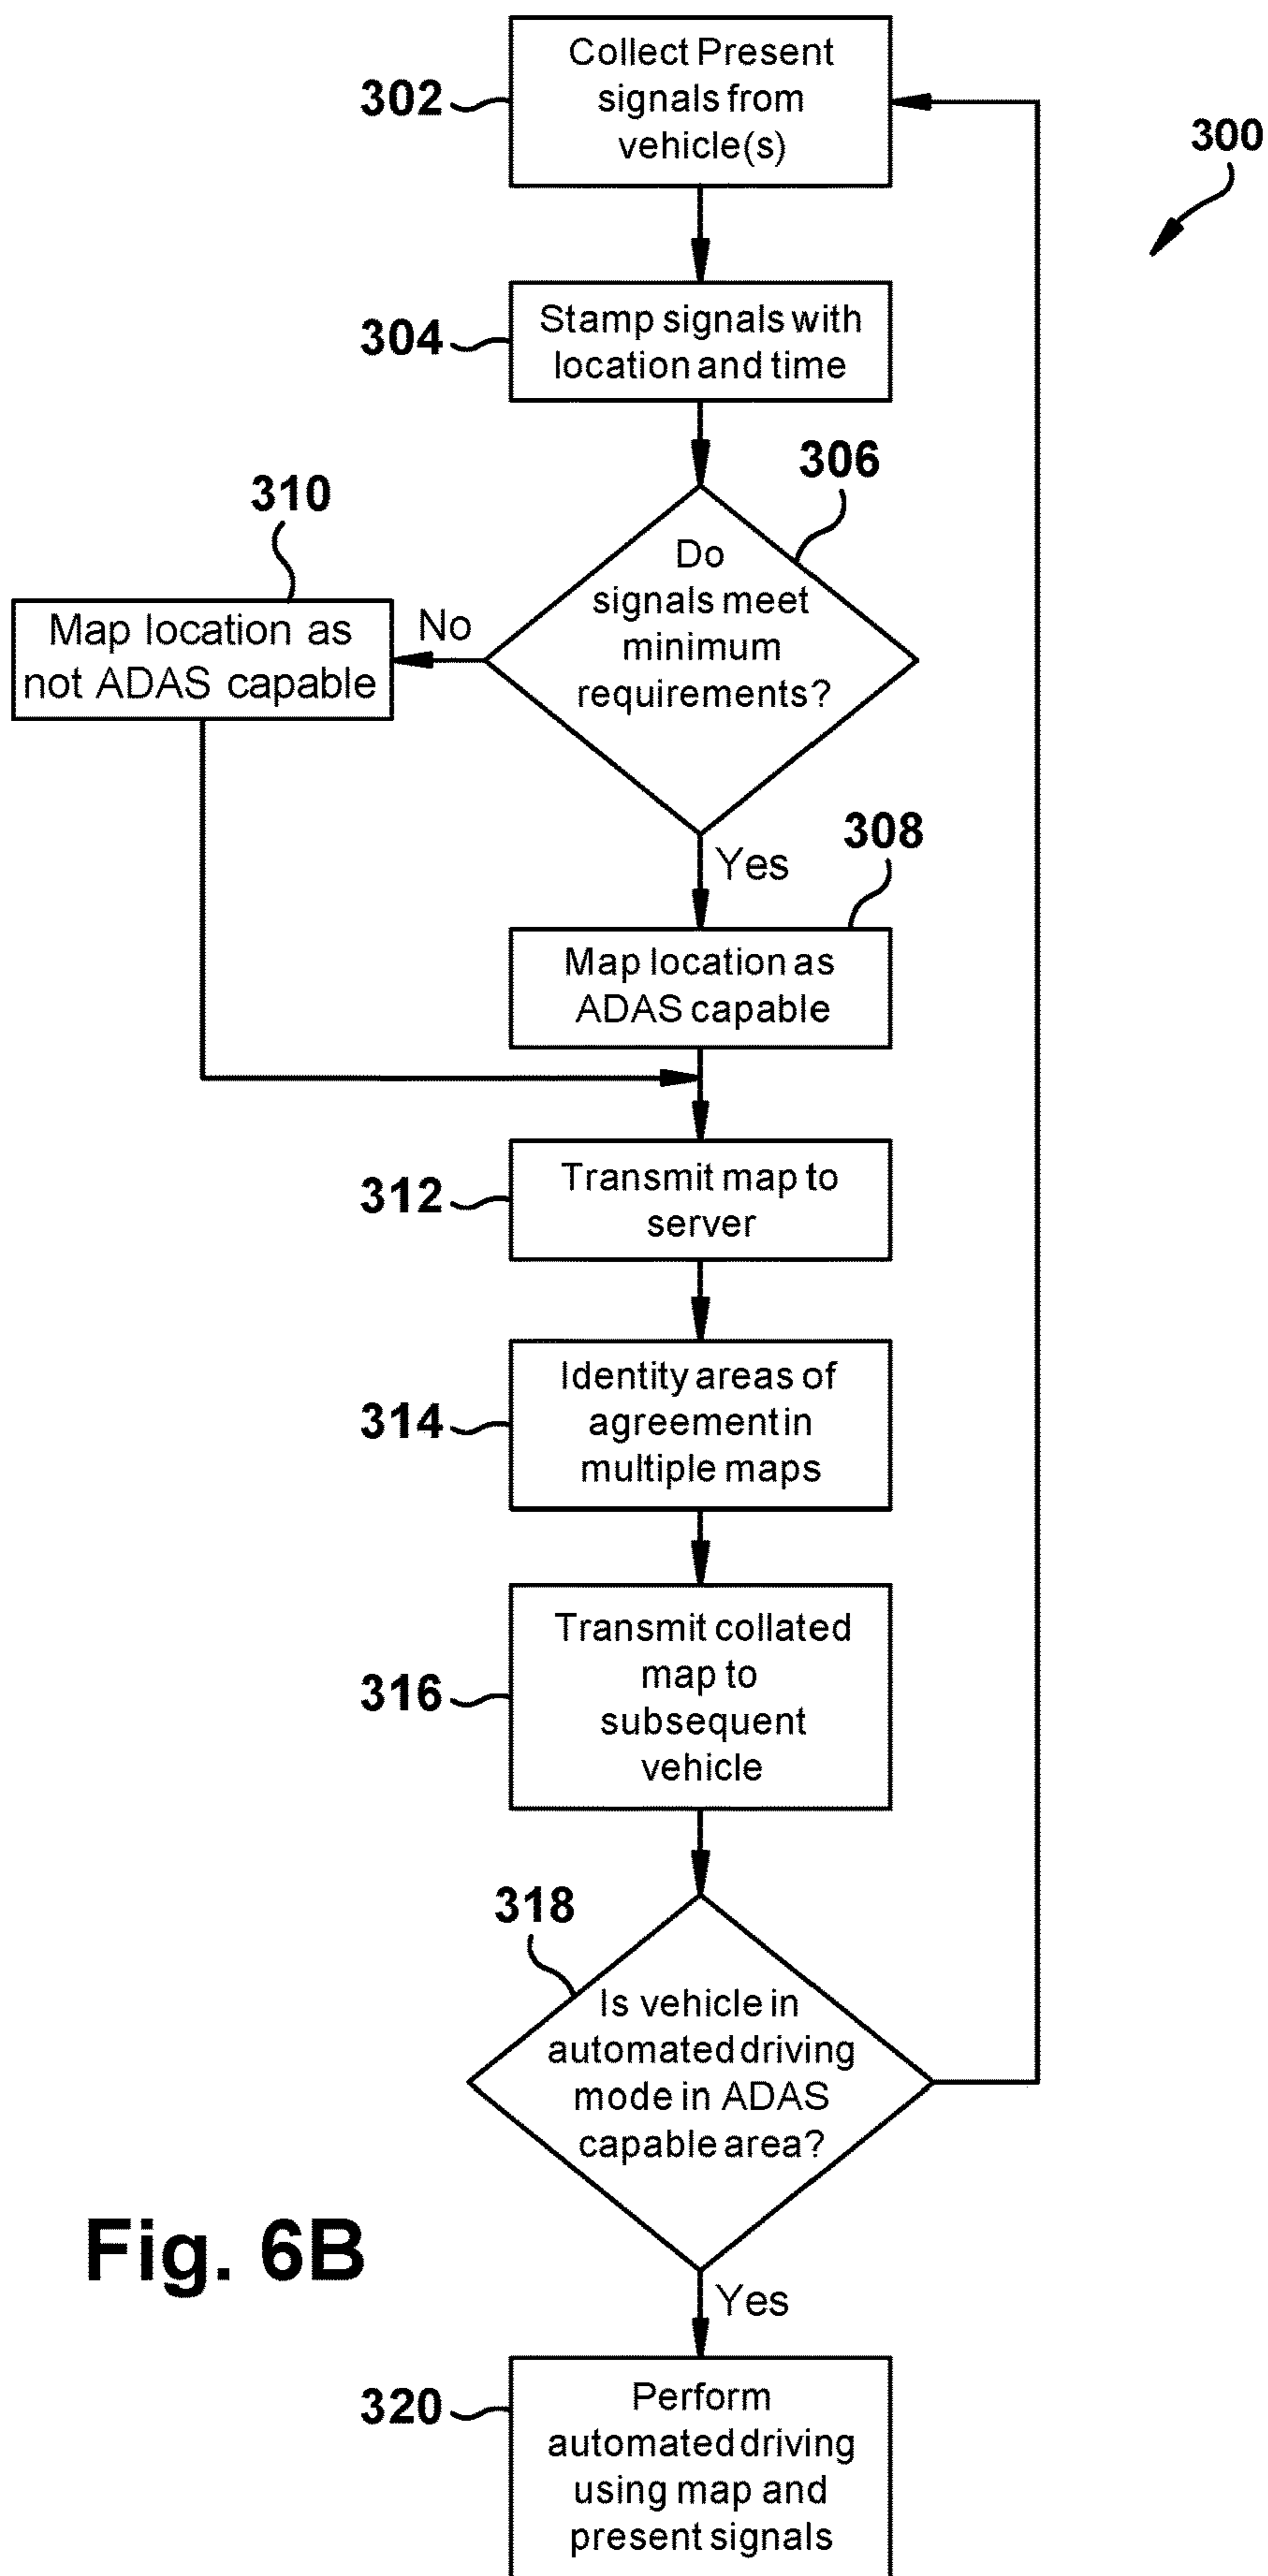 Collect Present
signals from
vehicle(s)
302
300
Stamp signals with
location and time
304
306
310
Do
signals meet
minimum
requirements?
No
Map location as
not ADAS capable
Yes
308
Map location as
ADAS capable
Transmit map to
server
312
Identity areas of
agreement in
multiple maps
314
Transmit collated
map to
subsequent
vehicle
316
318
Is vehicle in
automated driving
mode in ADAS
capable area?
Fig. 6B
Yes
Perform
automated driving
using map and
present signals
320